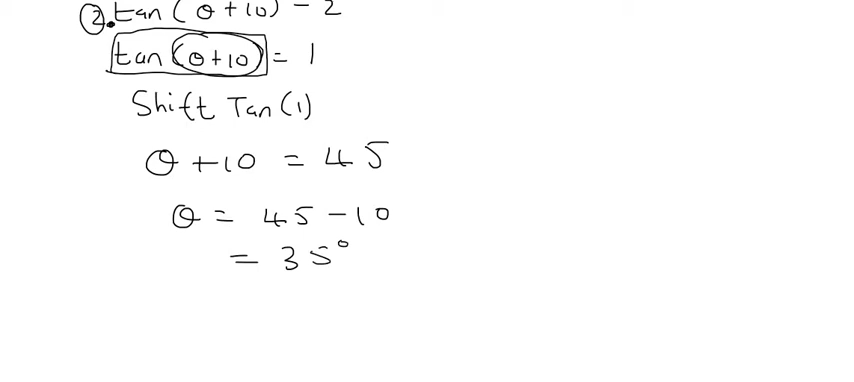 2. tan(θ+10) - 2
tan(θ+10) = 1
Shift Tan(1)
θ+10 = 45
θ = 45-10
= 35°